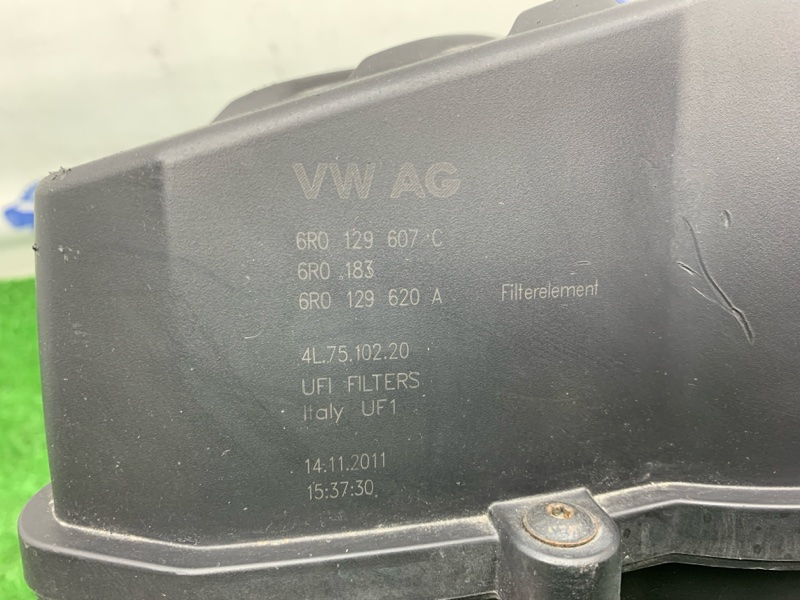 VW AG
6R0 129 607 C
6R0 183
6R0 129 620 A Filterelement
4L.75.102.20
UFI FILTERS
Italy UF1
14.11.2011
15:37:30